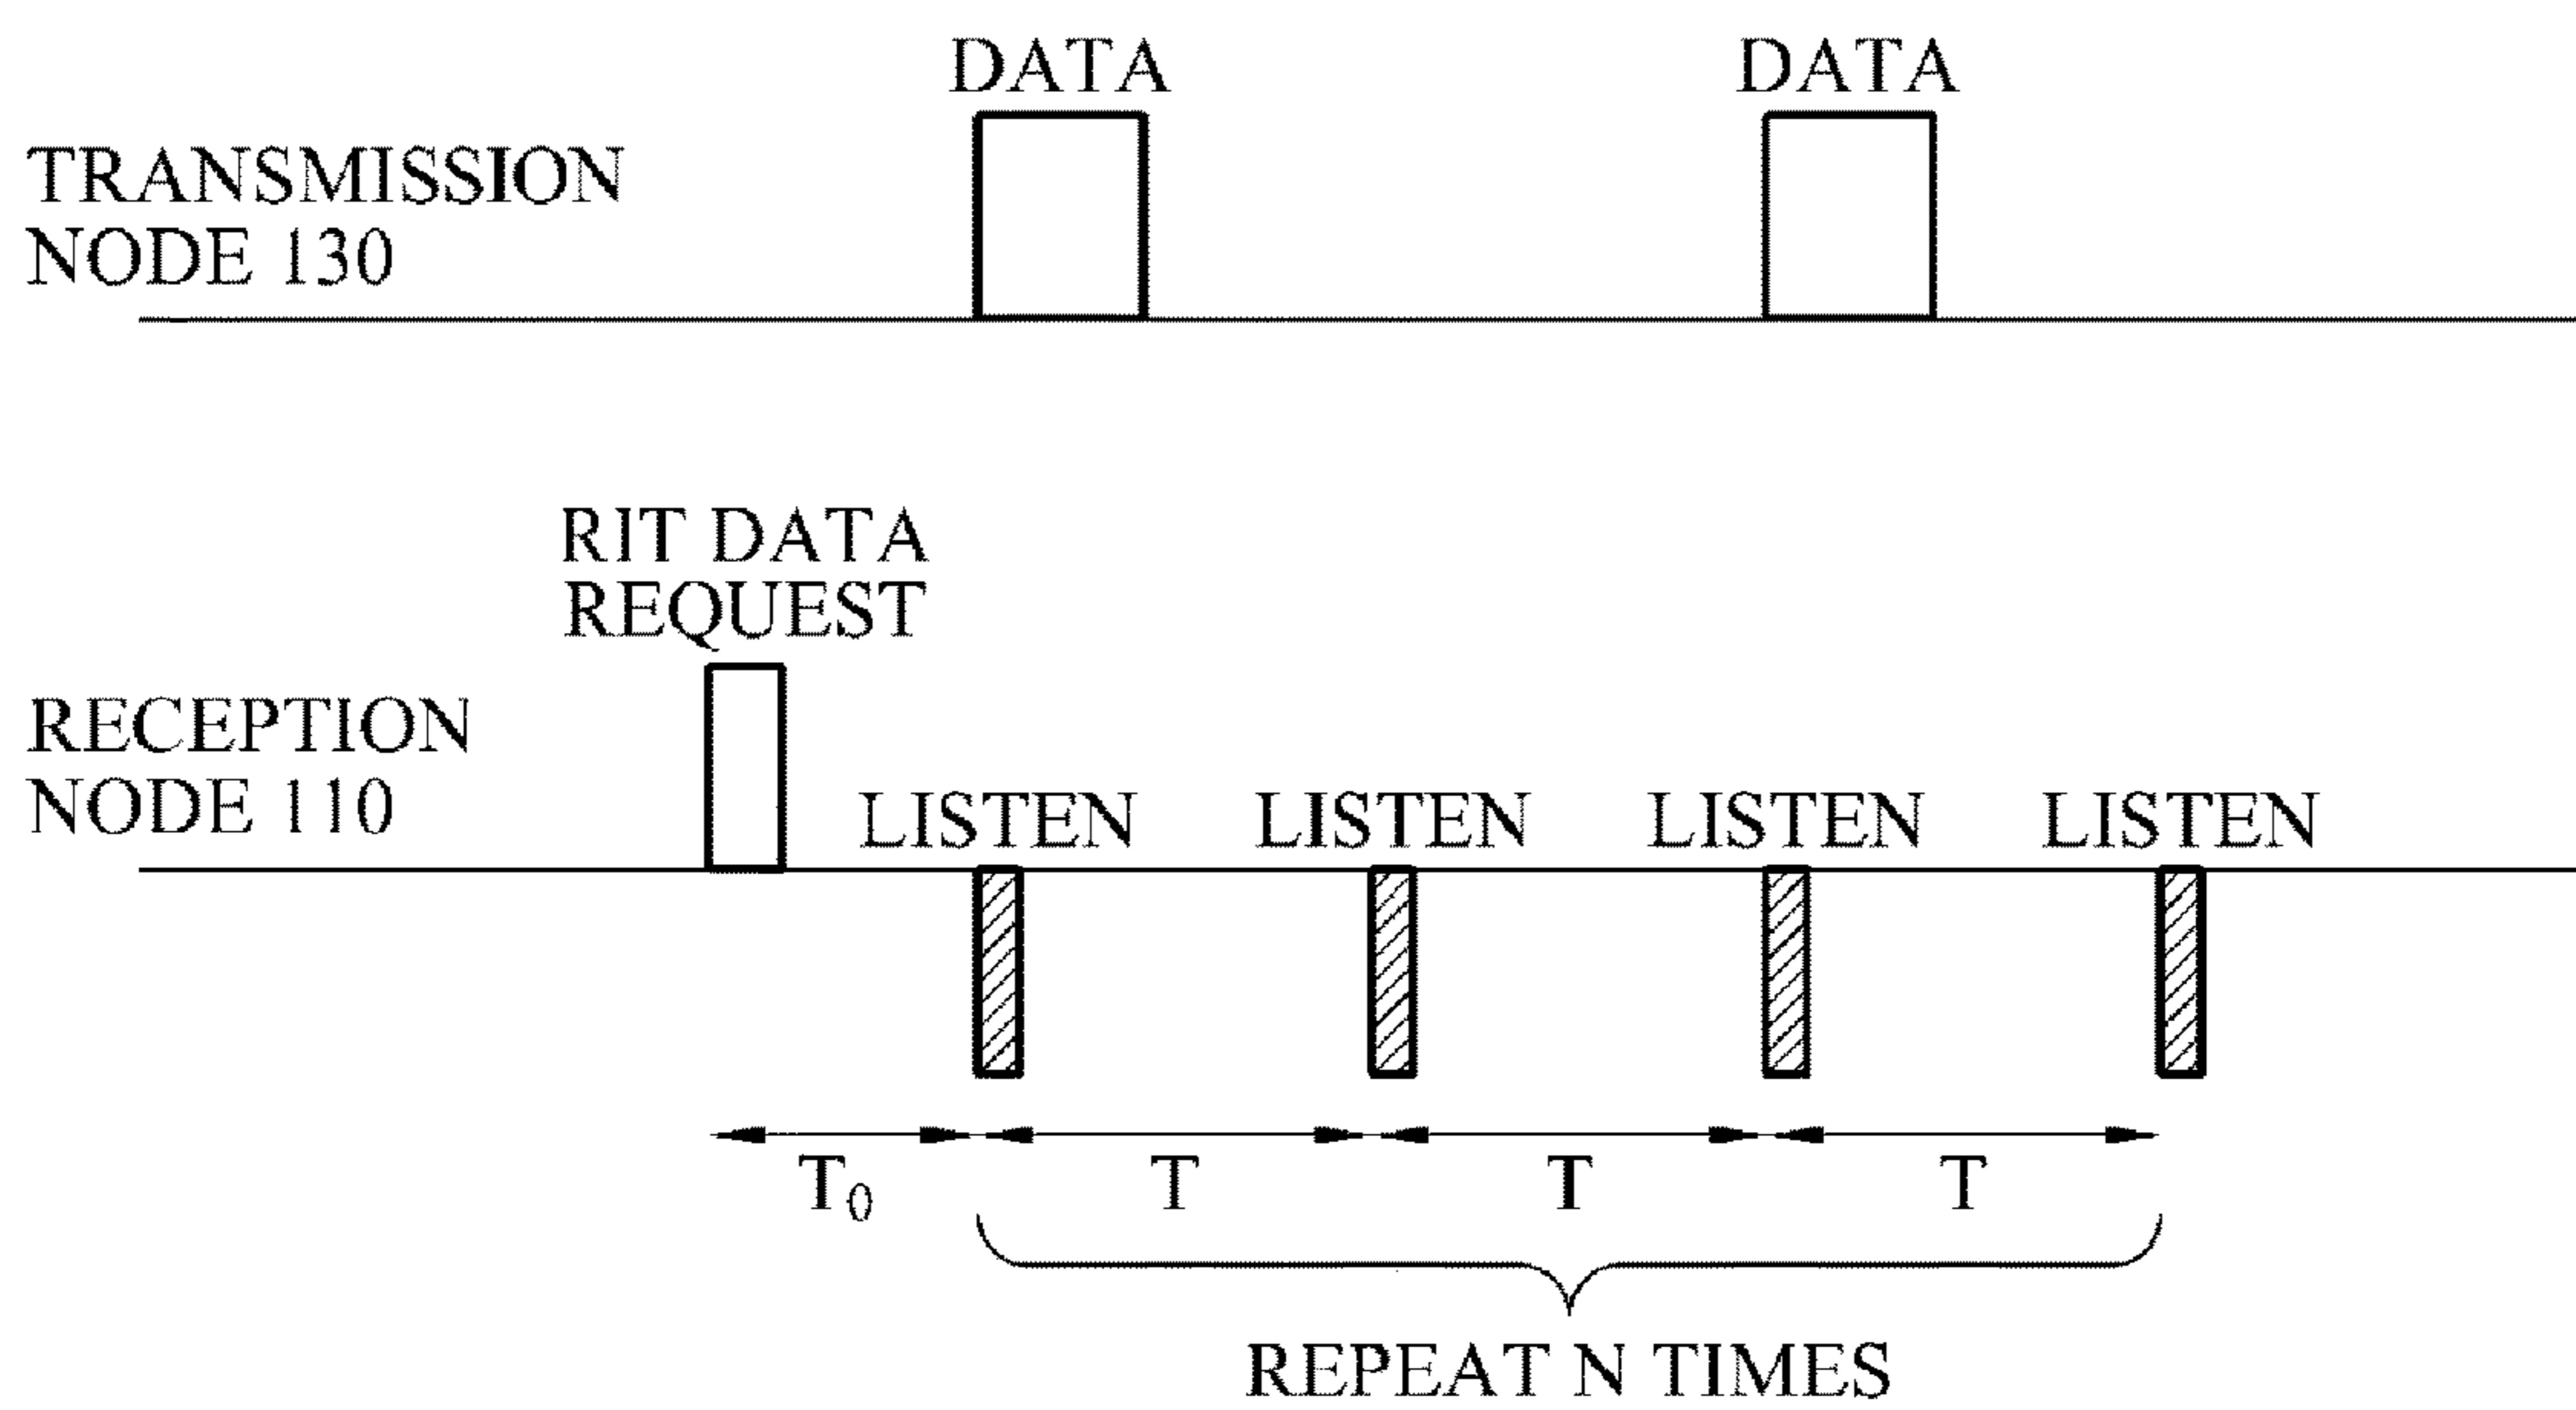 DATA DATA
TRANSMISSION
NODE 130
RIT DATA
REQUEST
RECEPTION
NODE 110
LISTEN LISTEN LISTEN LISTEN
T₀ T T T
REPEAT N TIMES